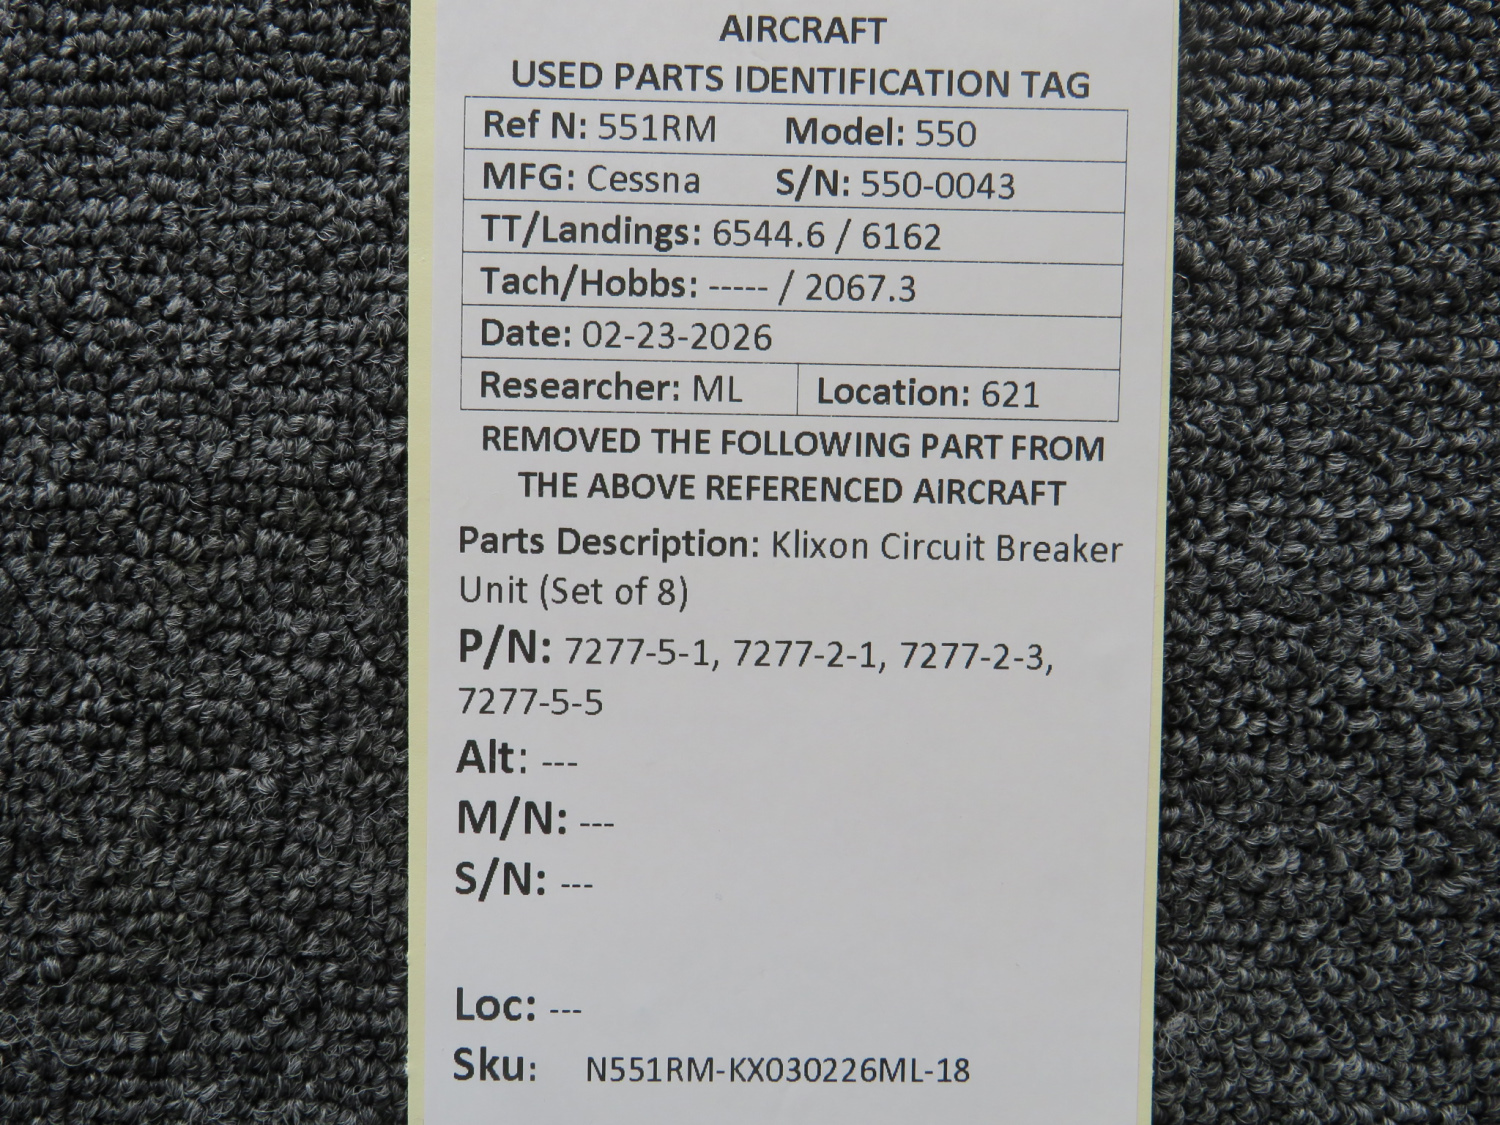 AIRCRAFT
USED PARTS IDENTIFICATION TAG
Ref N: 551RM Model: 550
MFG: Cessna S/N: 550-0043
TT/Landings: 6544.6 / 6162
Tach/Hobbs: ----- / 2067.3
Date: 02-23-2026
Researcher: ML Location: 621
REMOVED THE FOLLOWING PART FROM
THE ABOVE REFERENCED AIRCRAFT
Parts Description: Klixon Circuit Breaker
Unit (Set of 8)
P/N: 7277-5-1, 7277-2-1, 7277-2-3,
7277-5-5
Alt: ---
M/N: ---
S/N: ---
Loc: ---
Sku: N551RM-KX030226ML-18